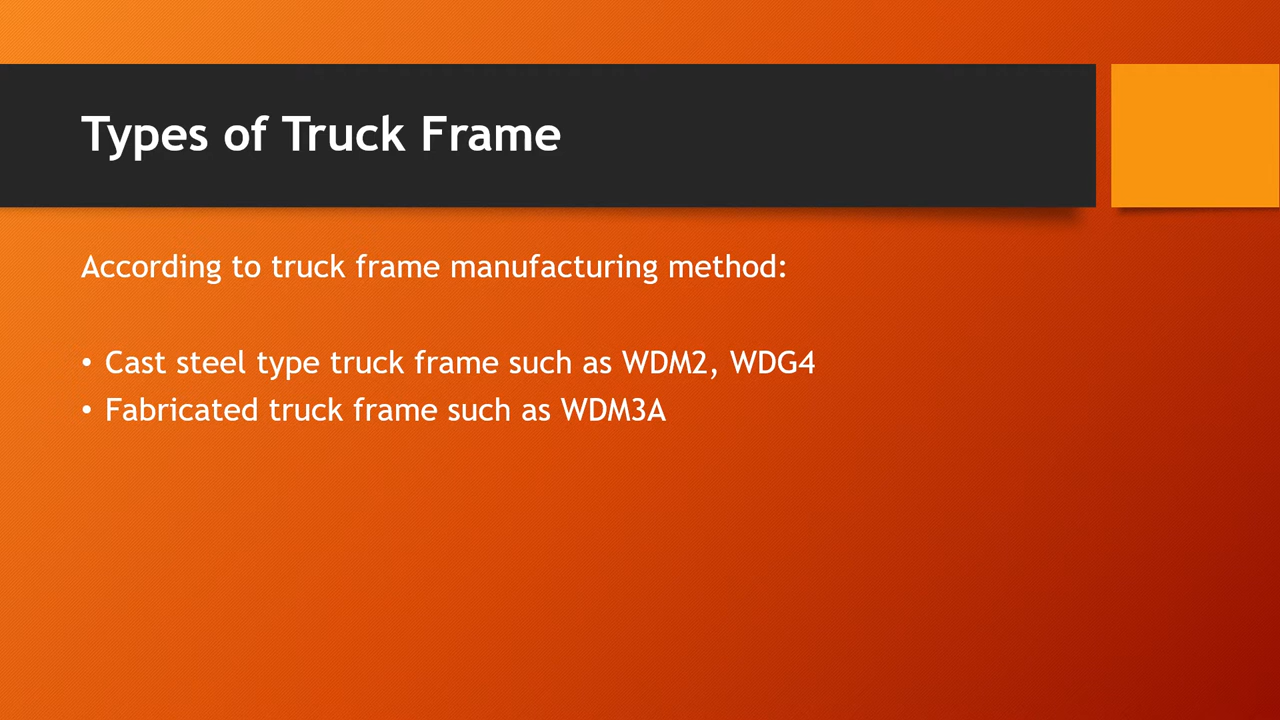 Types of Truck Frame
According to truck frame manufacturing method:
• Cast steel type truck frame such as WDM2, WDG4
• Fabricated truck frame such as WDM3A